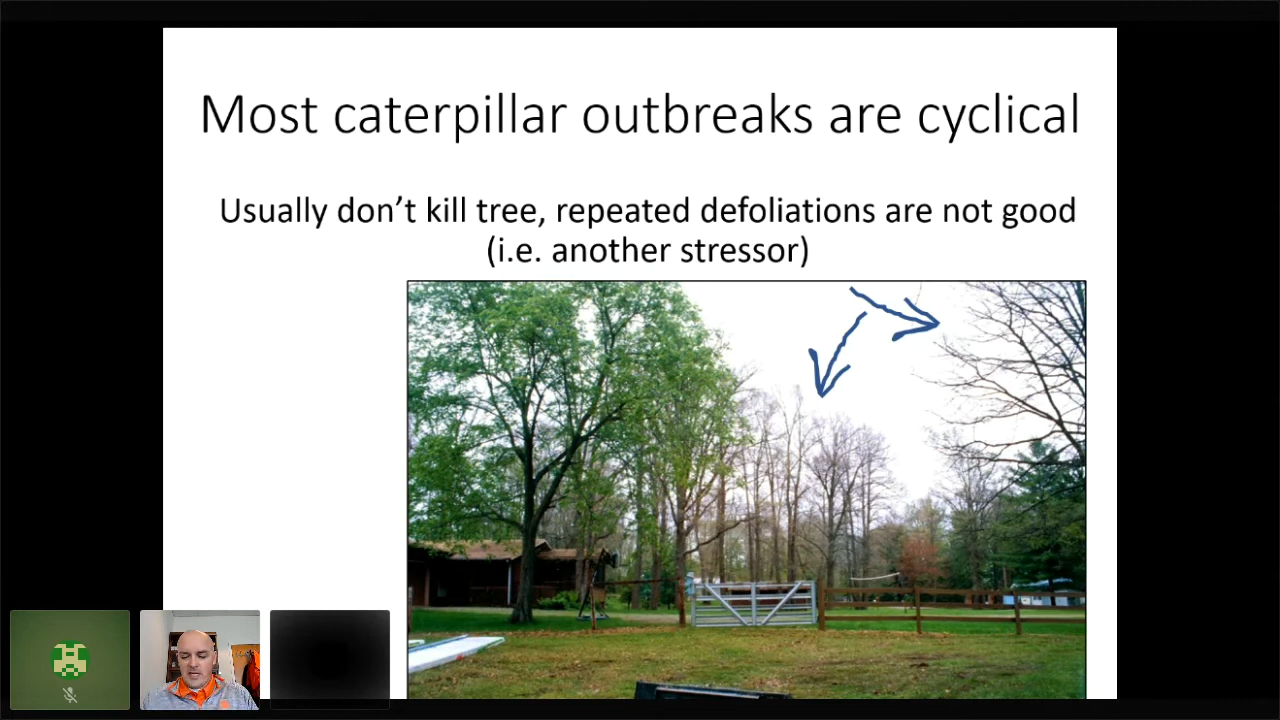 Most caterpillar outbreaks are cyclical
Usually don’t kill tree, repeated defoliations are not good
(i.e. another stressor)